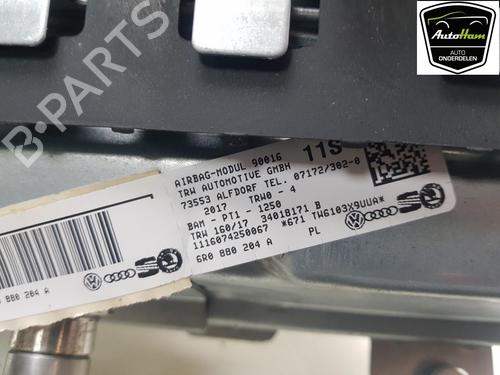 AutoHam
AUTO
ONDERDELEN
B-PARTS
AIRBAG-MODUL 90016
11S
TRW AUTOMOTIVE GMBH
73553 ALFDORF TEL. 07172/302-0
2017 TRW0 - 4
BAM - PT1 - 1250
TRW 160/17 34018171 B
1116074250067 *671 TW6103X9UUA*
6R0 880 204 A PL
880 204 A